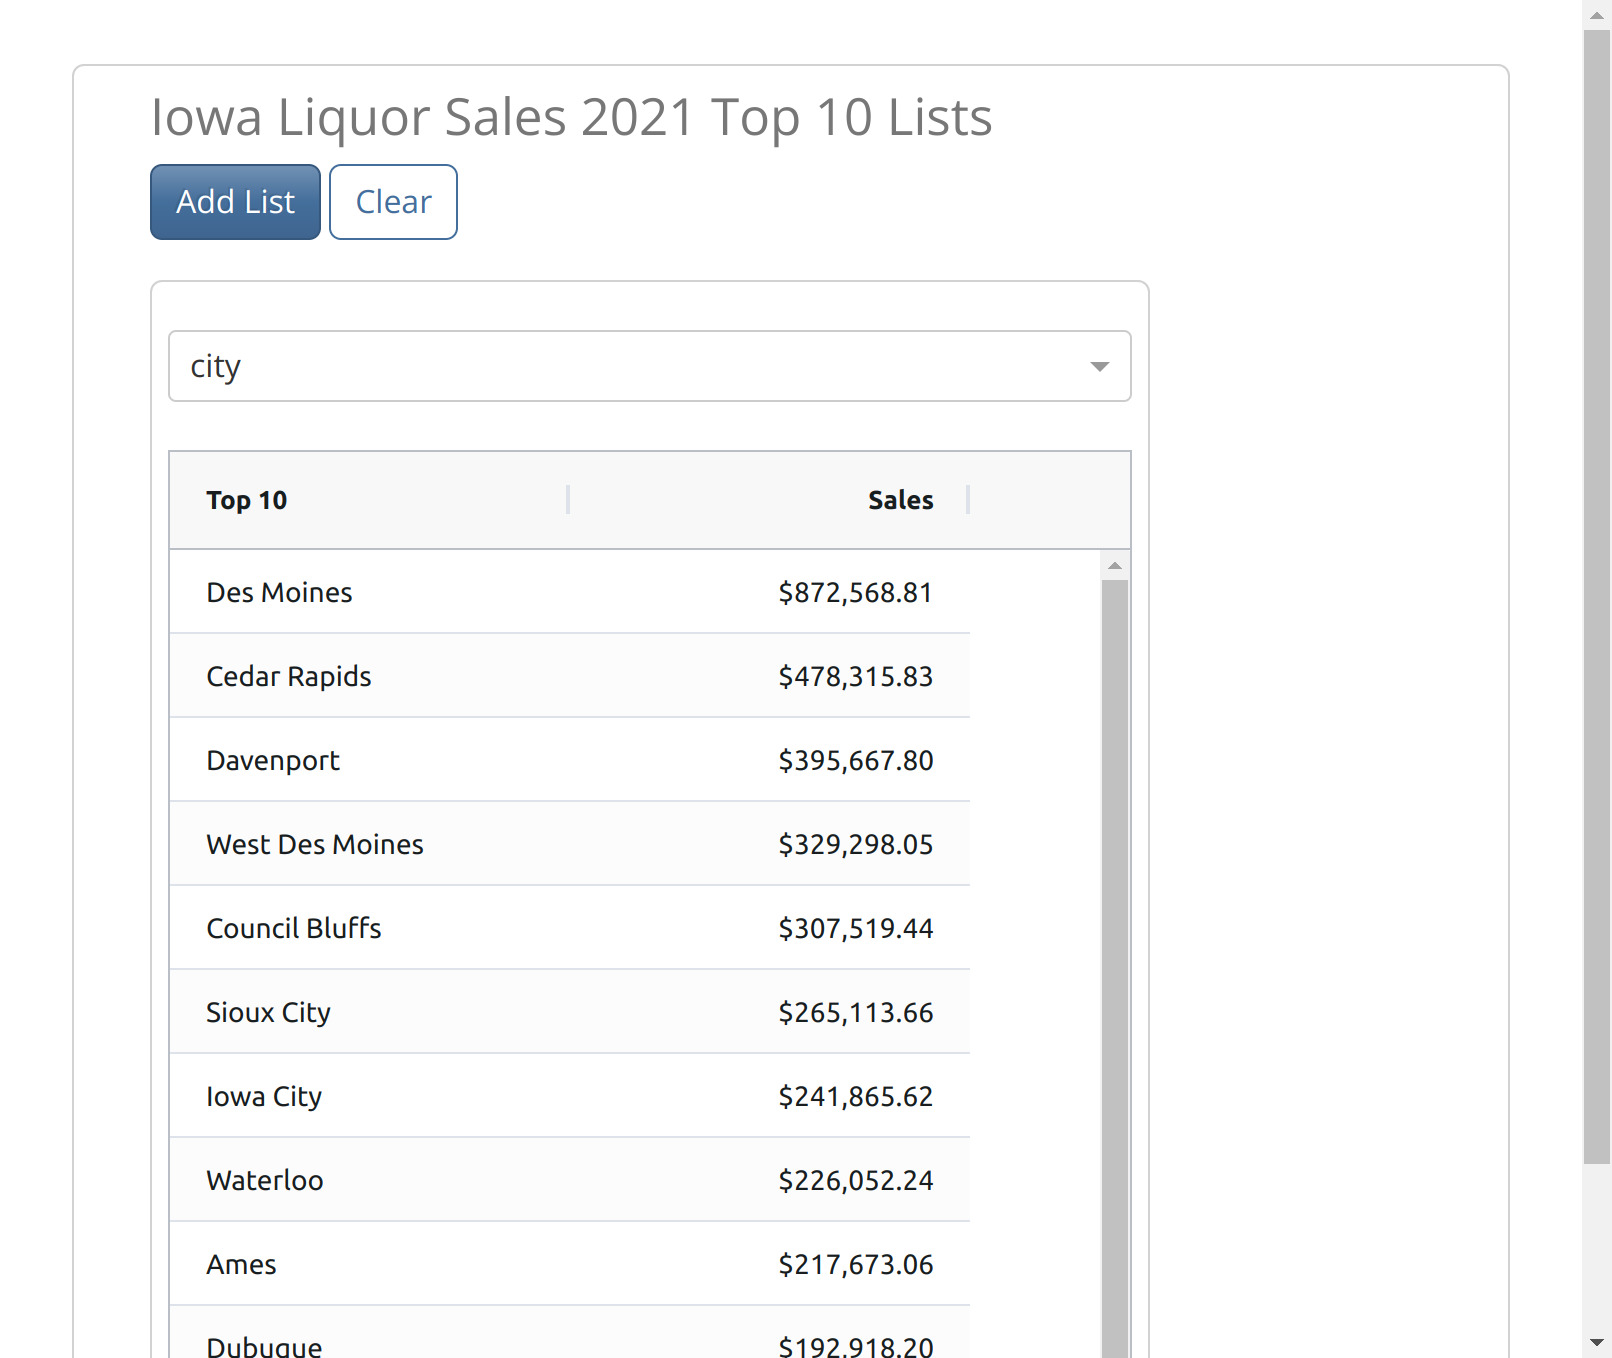 Iowa Liquor Sales 2021 Top 10 Lists
Add List Clear
city
Top 10 Sales
Des Moines $872,568.81
Cedar Rapids $478,315.83
Davenport $395,667.80
West Des Moines $329,298.05
Council Bluffs $307,519.44
Sioux City $265,113.66
Iowa City $241,865.62
Waterloo $226,052.24
Ames $217,673.06
Dubuque $192,918.20